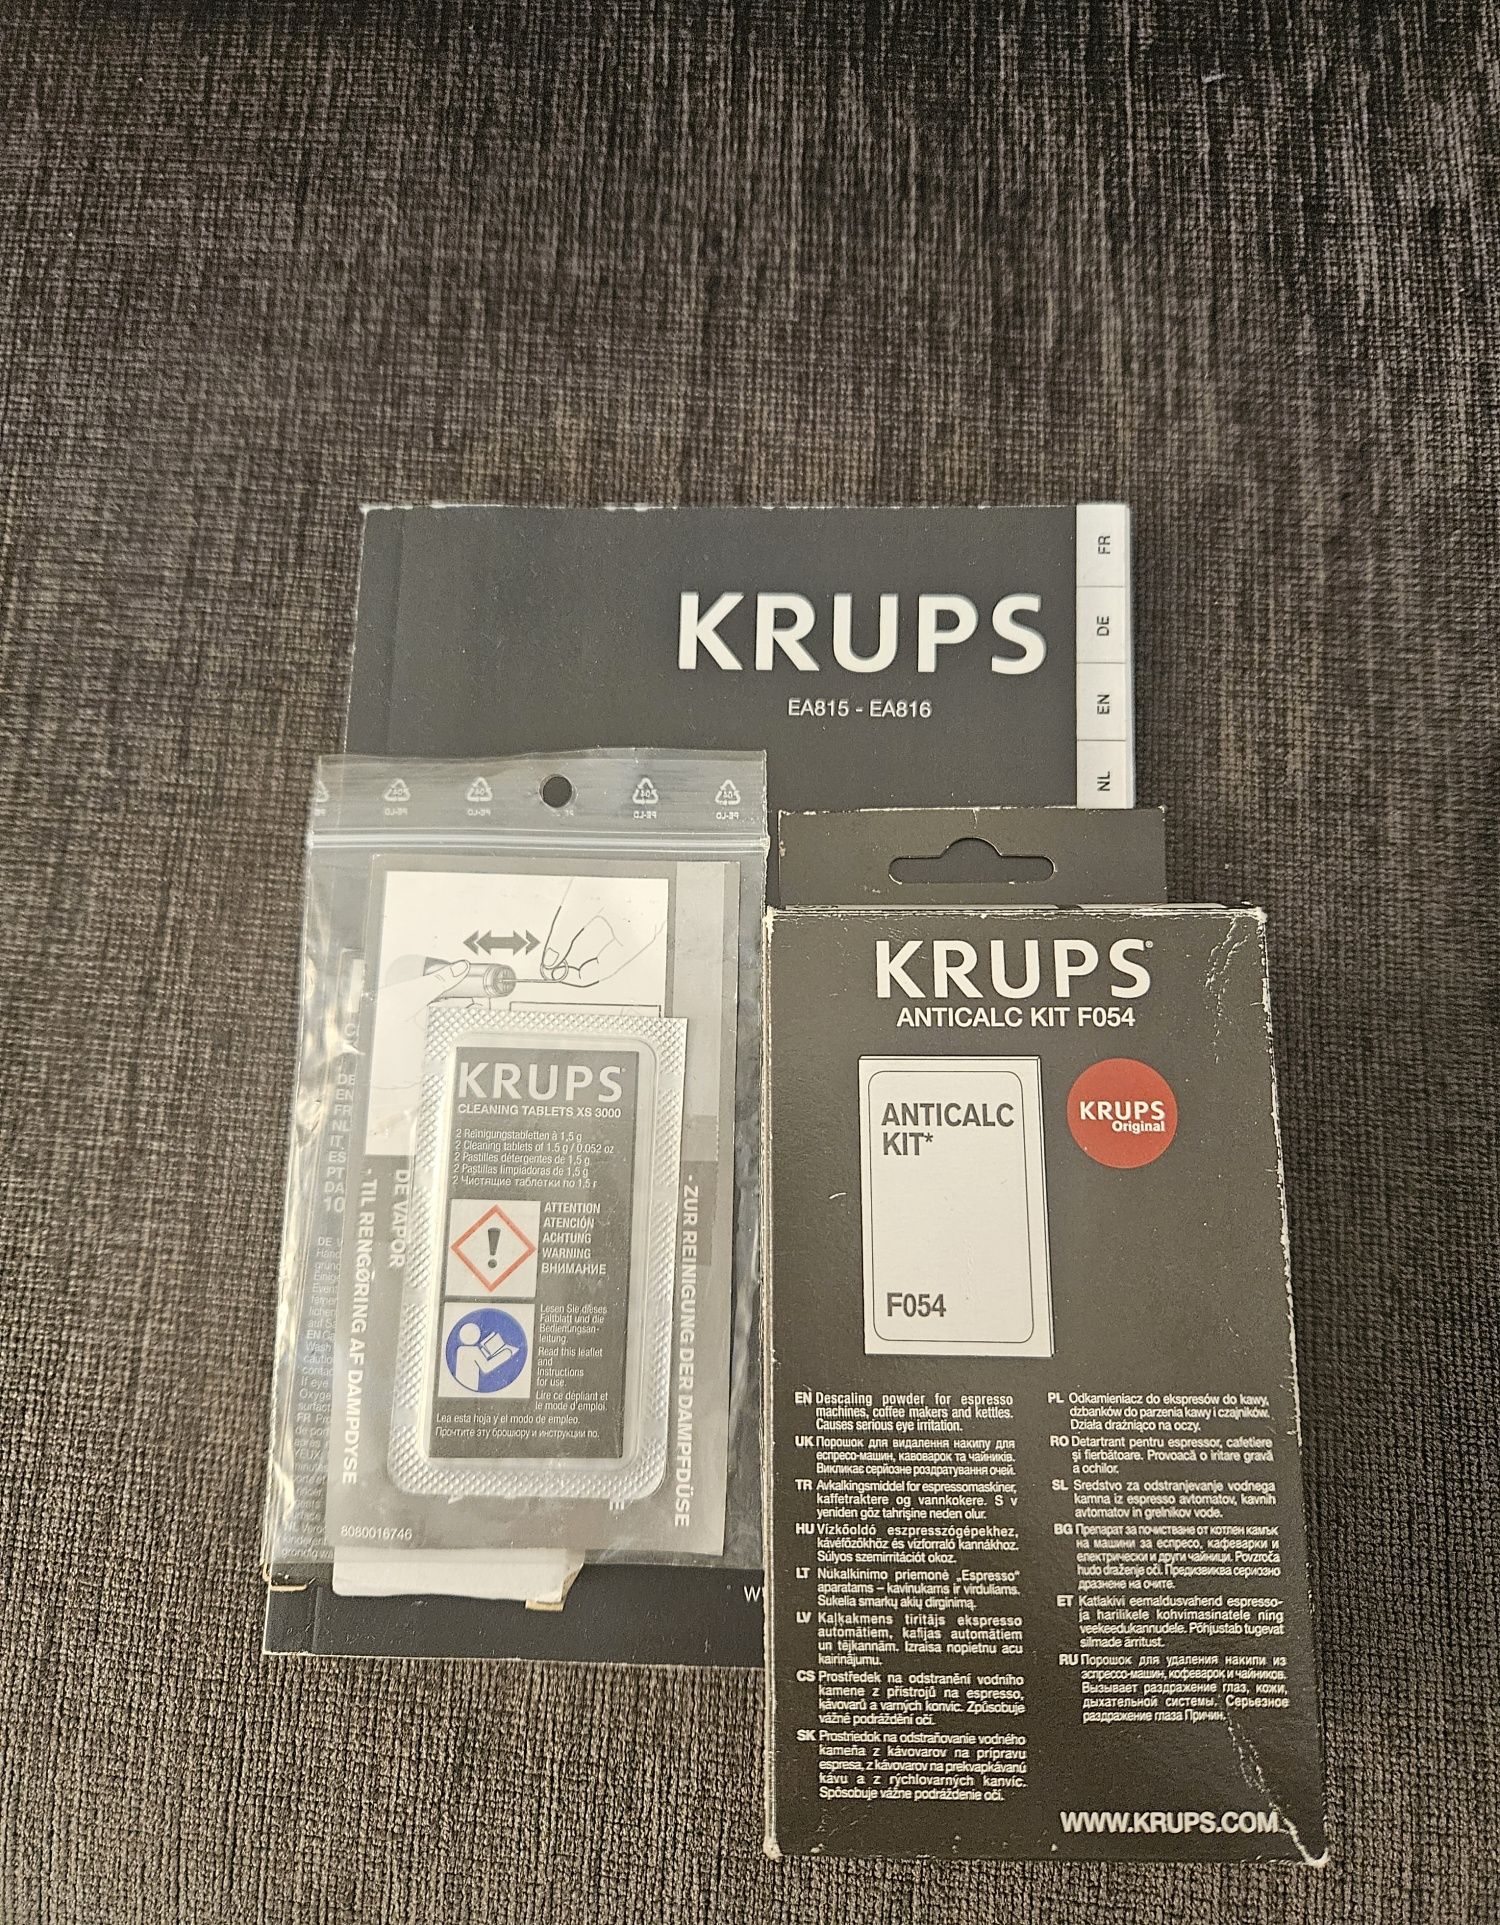 KRUPS
EA815 - EA816
FR
DE
EN
NL
KRUPS
CLEANING TABLETS XS 3000
2 Reinigungstabletten à 1,5 g
2 Cleaning tablets of 1.5 g / 0.052 oz
2 Pastilles détergentes de 1,5 g
2 Pastillas limpiadoras de 1,5 g
2 Чистящие таблетки по 1,5 г
ATTENTION
ATENCIÓN
ACHTUNG
WARNING
ВНИМАНИЕ
Lesen Sie dieses
Faltblatt und die
Bedienungsan-
leitung.
Read this leaflet
and
Instructions
for use.
Lire ce dépliant et
le mode d'emploi.
Lea esta hoja y el modo de empleo.
Прочтите эту брошюру и инструкции по.
DE VAPOR
- TIL RENGØRING AF DAMPDYSE
- ZUR REINIGUNG DER DAMPFDÜSE
8080016746
KRUPS®
ANTICALC KIT F054
ANTICALC
KIT*
F054
KRUPS
Original
EN Descaling powder for espresso
machines, coffee makers and kettles.
Causes serious eye irritation.
UK Порошок для видалення накипу для
еспресо-машин, кавоварок та чайників.
Викликає серйозне роздратування очей.
TR Avkalkingsmiddel for espressomaskiner,
kaffetraktere og vannkokere. S v
yeniden göz tahrişine neden olur.
HU Vízkőoldó eszpresszógépekhez,
kávéfőzőkhöz és vízforraló kannákhoz.
Súlyos szemirritációt okoz.
LT Nukalkinimo priemonė „Espresso"
aparatams – kavinukams ir virduliams.
Sukelia smarkų akių dirginimą.
LV Kaļķakmens tīrītājs ekspresso
automātiem, kafijas automātiem
un tējkannām. Izraisa nopietnu acu
kairinājumu.
CS Prostředek na odstranění vodního
kamene z přístrojů na espresso,
kávovarů a varných konvic. Způsobuje
vážné podráždění očí.
SK Prostriedok na odstraňovanie vodného
kameňa z kávovarov na prípravu
espresa, z kávovarov na prekvapkávanú
kávu a z rýchlovarných kanvíc.
Spôsobuje vážne podráždenie očí.
PL Odkamieniacz do ekspresów do kawy,
dzbanków do parzenia kawy i czajników.
Działa drażniąco na oczy.
RO Detartrant pentru espressor, cafetiere
şi fierbătoare. Provoacă o iritare gravă
a ochilor.
SL Sredstvo za odstranjevanje vodnega
kamna iz espresso avtomatov, kavnih
avtomatov in grelnikov vode.
BG Препарат за почистване от котлен камък
на машини за еспресо, кафеварки и
електрически и други чайници. Povzroča
hudo draženje oči. Предизвиква сериозно
дразнене на очите.
ET Katlakivi eemaldusvahend espresso-
ja harilikele kohvimasinatele ning
veekeedukannudele. Põhjustab tugevat
silmade ärritust.
RU Порошок для удаления накипи из
эспрессо-машин, кофеварок и чайников.
Вызывает раздражение глаз, кожи,
дыхательной системы. Серьезное
раздражение глаза Причин.
WWW.KRUPS.COM